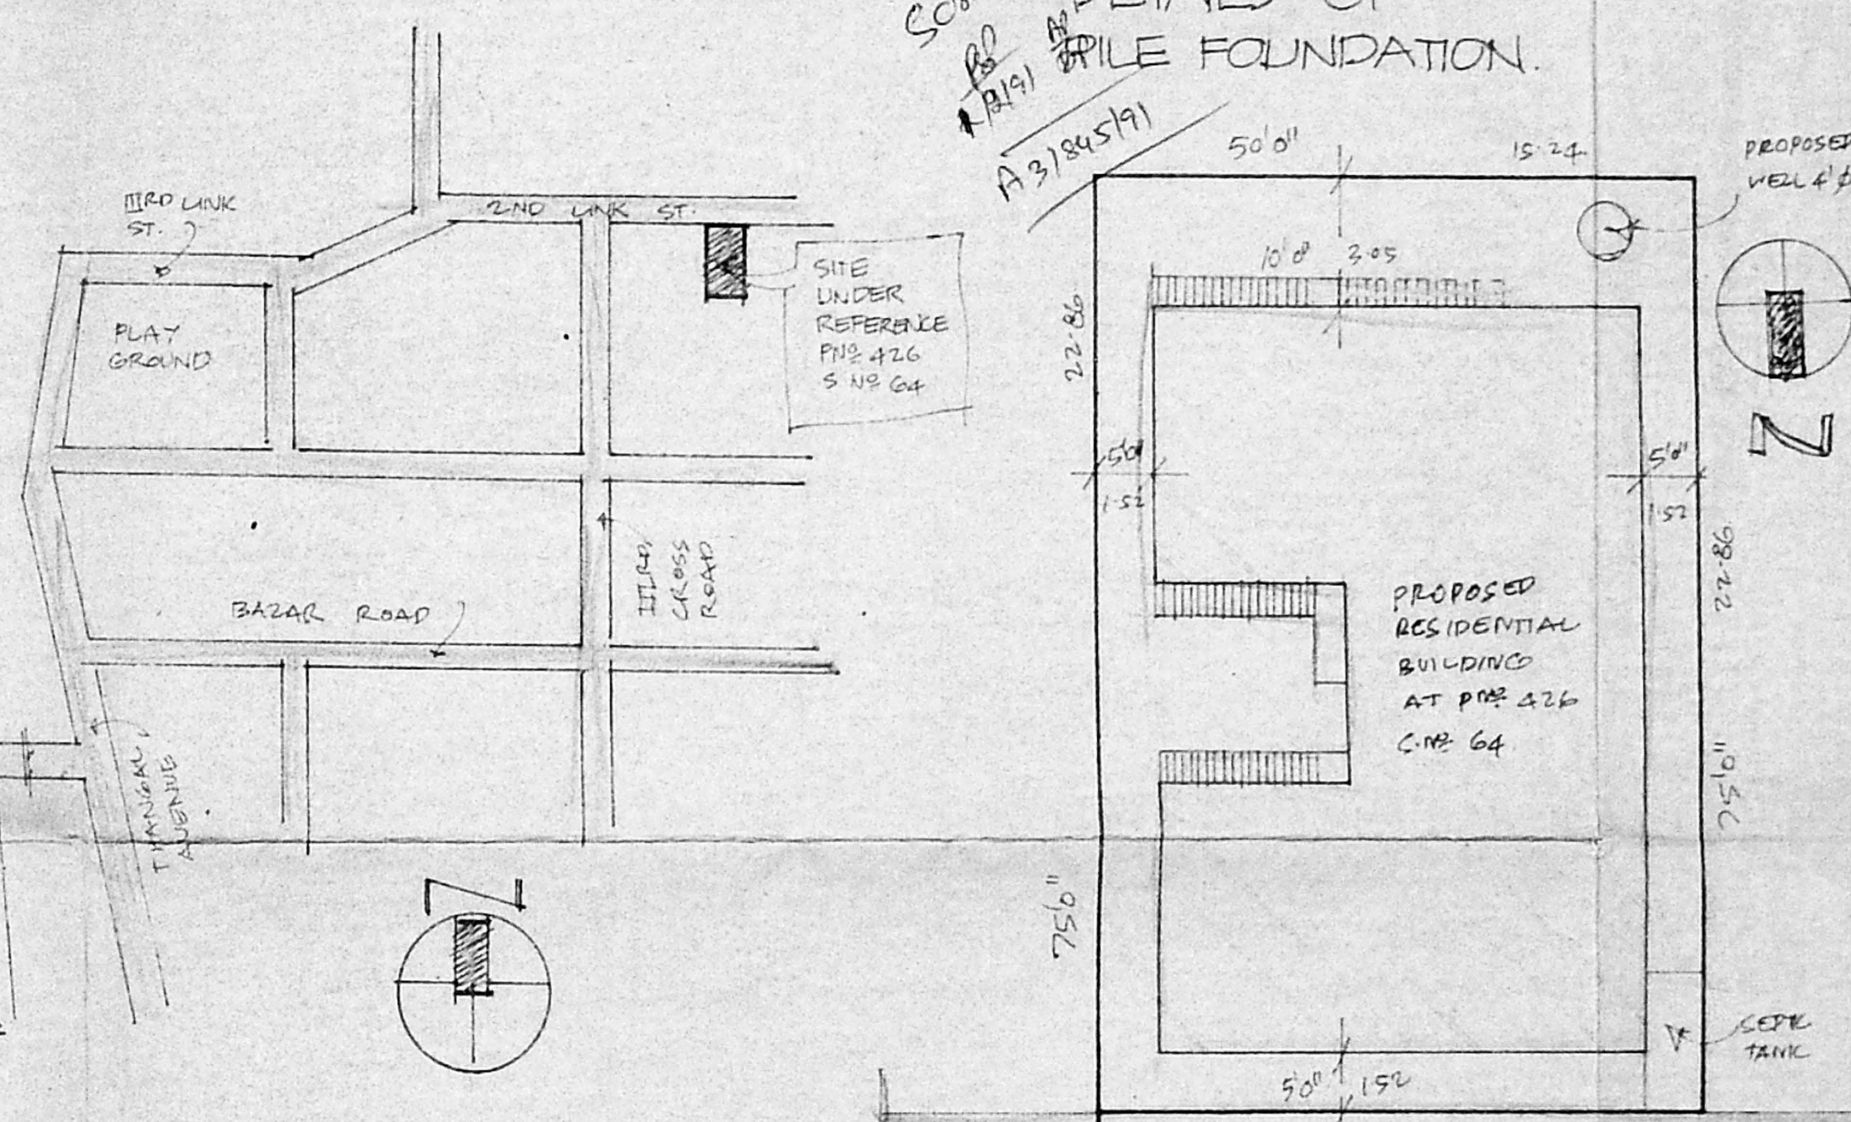 PILE FOUNDATION.
A3/845/91
IIIRD LINK
ST.
2ND LINK ST.
PLAY
GROUND
SITE
UNDER
REFERENCE
PNº 426
S Nº 64
BAZAR ROAD
IIIRD,
CROSS
ROAD
THANGAL
AVENUE
50'0" 15.24
PROPOSED
WELL 4'φ
10'0" 3.05
22.86
5'0"
1.52
5'0"
1.52
22.86
PROPOSED
RESIDENTIAL
BUILDING
AT PNº 426
S.Nº 64
75'0"
75'0"
5'0" 1.52
SEPTIC
TANK
N
N